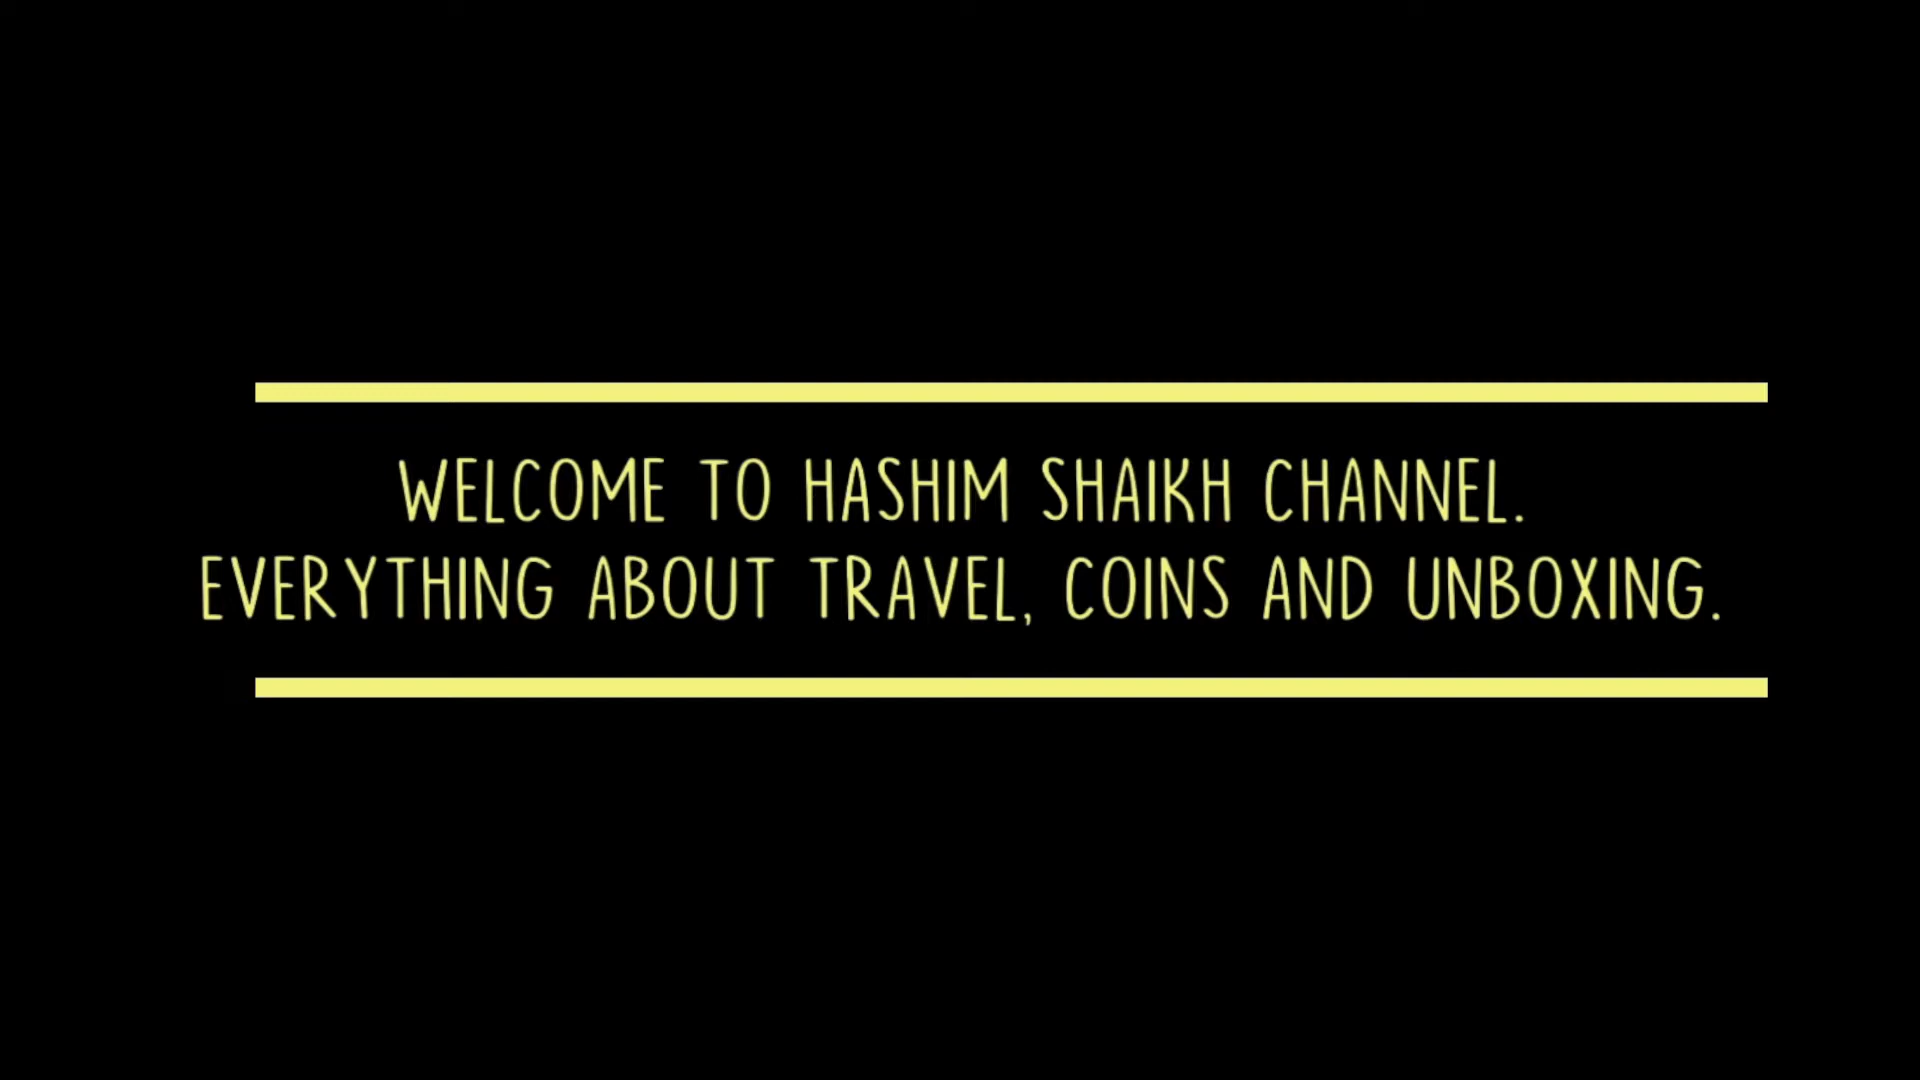 WELCOME TO HASHIM SHAIKH CHANNEL.
EVERYTHING ABOUT TRAVEL, COINS AND UNBOXING.